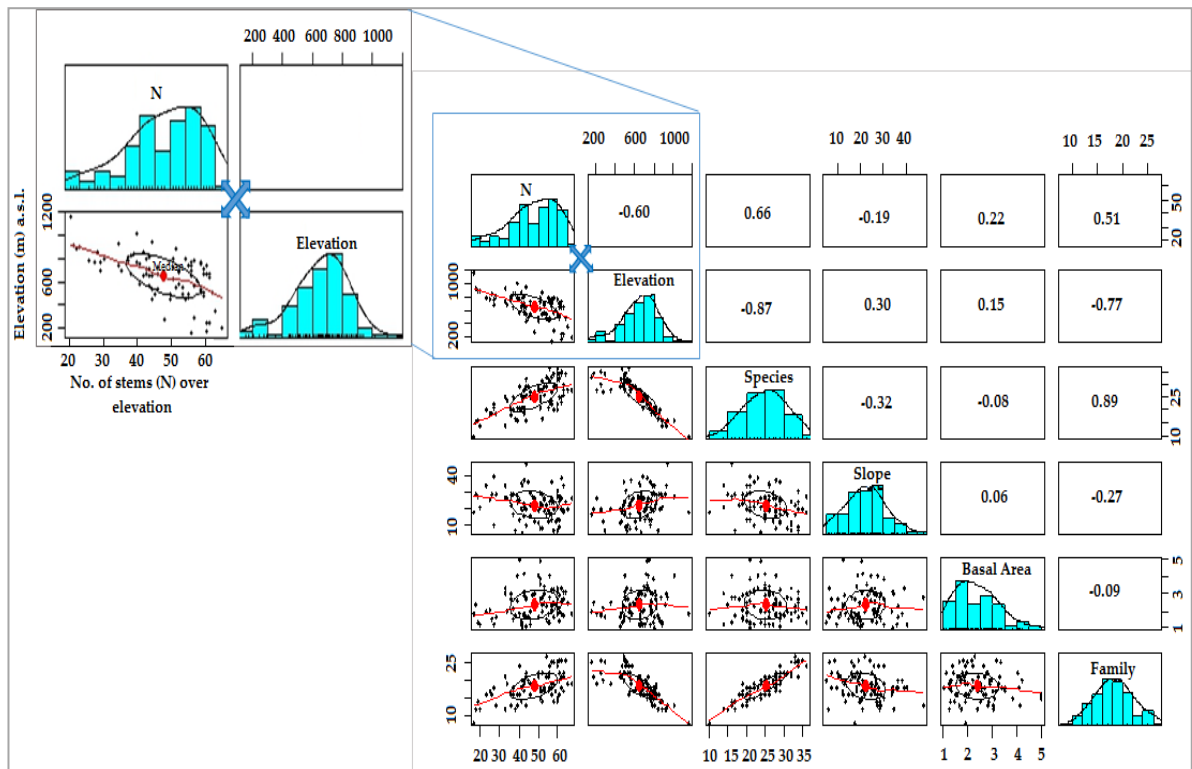 200 400 600 800 1000
N
Elevation (m) a.s.l.
1200
600
200
Median
Elevation
20 30 40 50 60
No. of stems (N) over
elevation
200 600 1000
10 20 30 40
10 15 20 25
N
-0.60
0.66
-0.19
0.22
0.51
20 50
200 1000
Elevation
-0.87
0.30
0.15
-0.77
Species
-0.32
-0.08
0.89
10 25
10 40
Slope
0.06
-0.27
Basal Area
-0.09
1 3 5
10 25
Family
20 30 40 50 60
10 15 20 25 30 35
1 2 3 4 5